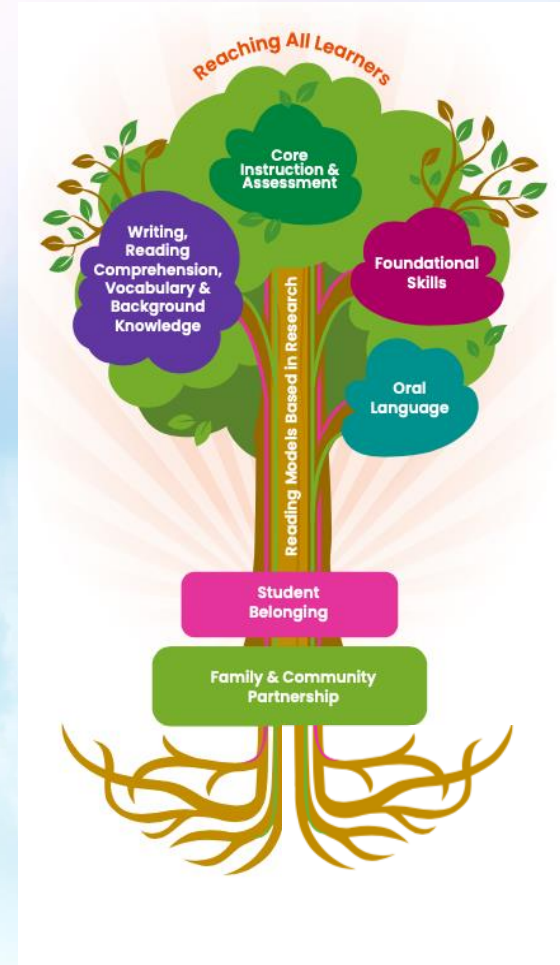 Reaching All Learners
Core
Instruction &
Assessment
Writing,
Reading
Comprehension,
Vocabulary &
Background
Knowledge
Foundational
Skills
Oral
Language
Reading Models Based in Research
Student
Belonging
Family & Community
Partnership